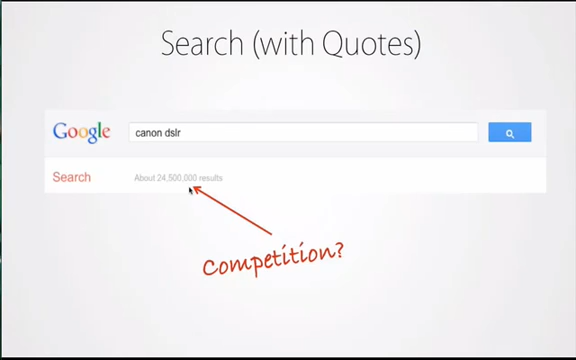 Search (with Quotes)
Google
canon dslr
Search
About 24,500,000 results
Competition?